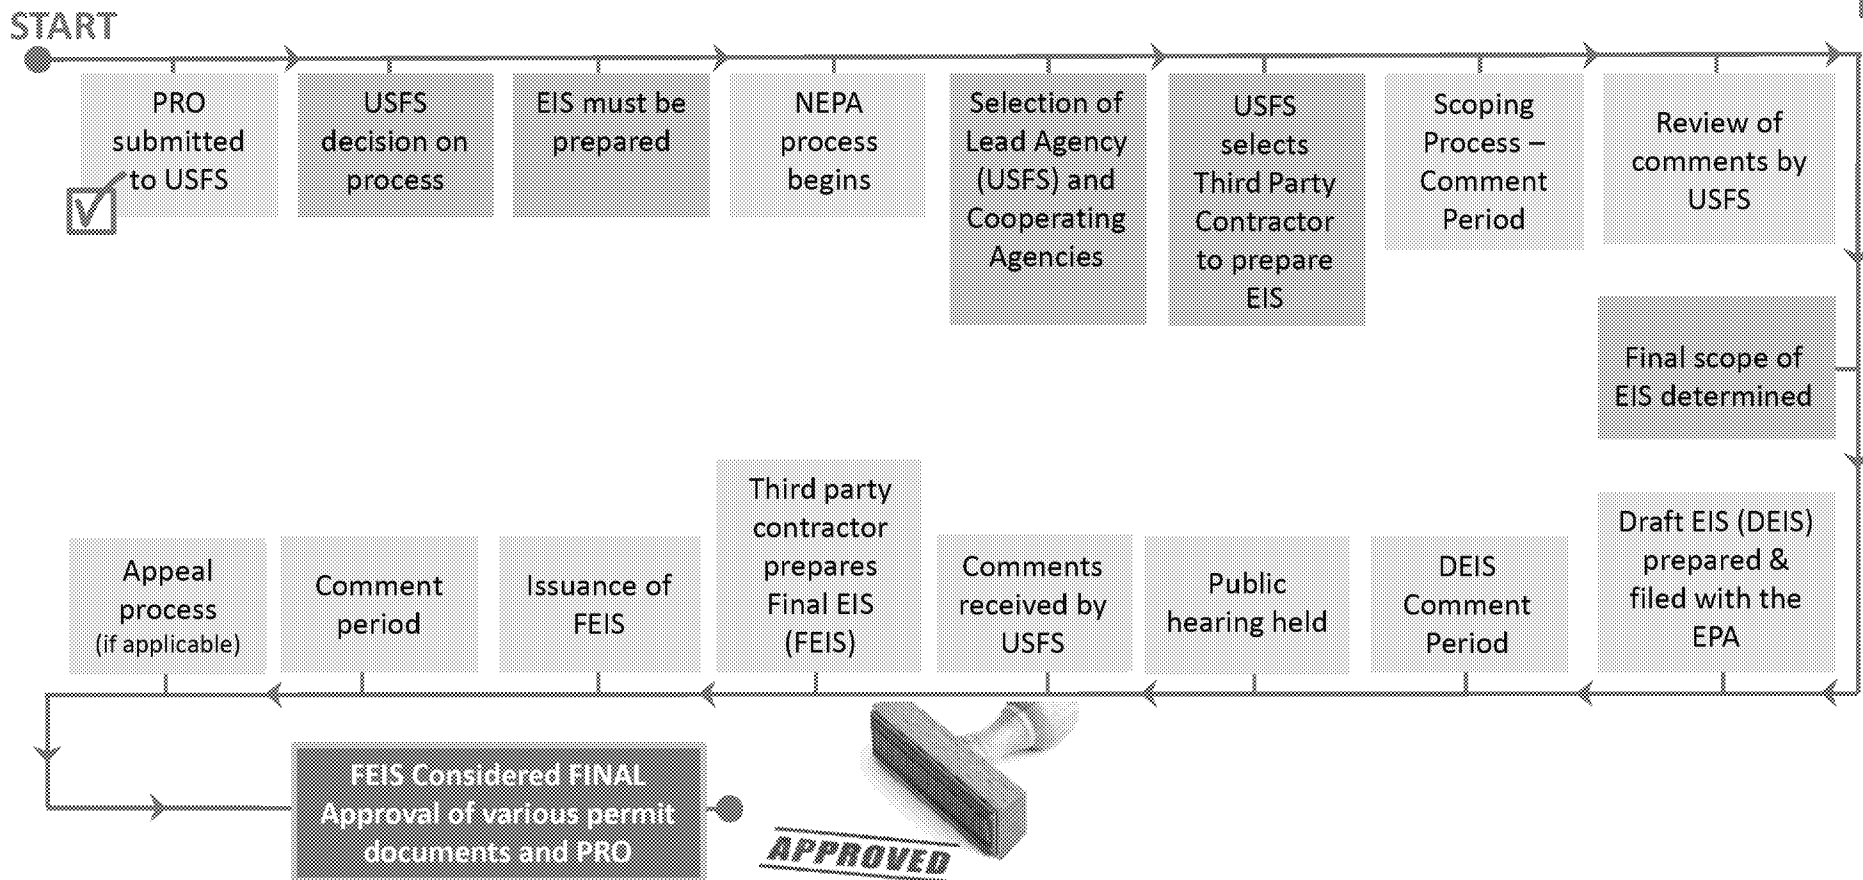 START
PRO
submitted
to USFS
USFS
decision on
process
EIS must be
prepared
NEPA
process
begins
Selection of
Lead Agency
(USFS) and
Cooperating
Agencies
USFS
selects
Third Party
Contractor
to prepare
EIS
Scoping
Process –
Comment
Period
Review of
comments by
USFS
Final scope of
EIS determined
Draft EIS (DEIS)
prepared &
filed with the
EPA
DEIS
Comment
Period
Public
hearing held
Comments
received by
USFS
Third party
contractor
prepares
Final EIS
(FEIS)
Issuance of
FEIS
Comment
period
Appeal
process
(if applicable)
FEIS Considered FINAL
Approval of various permit
documents and PRO
APPROVED